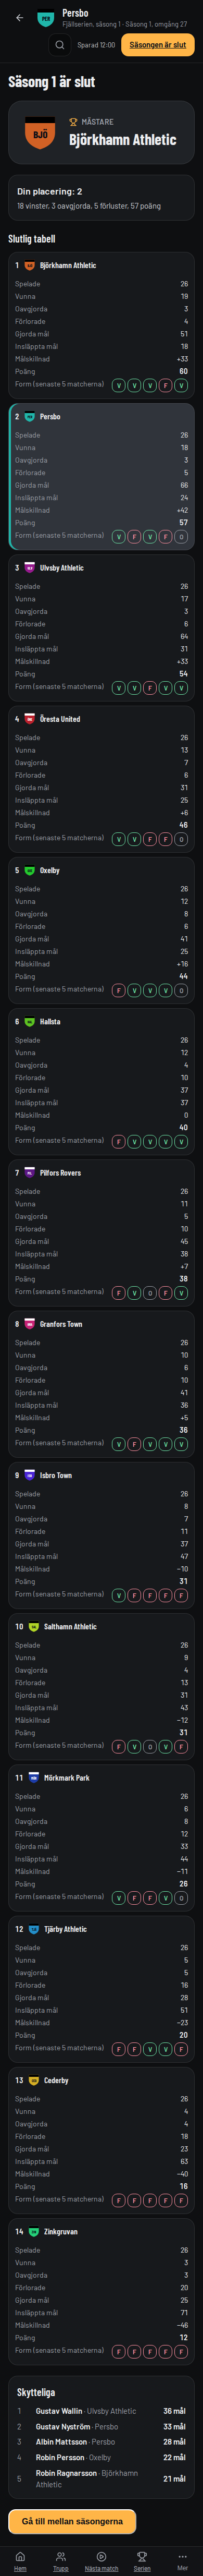 PER
Persbo
Fjällserien, säsong 1 · Säsong 1, omgång 27
Sparad 12:00
Säsongen är slut
Säsong 1 är slut
BJÖ
MÄSTARE
Björkhamn Athletic
Din placering: 2
18 vinster, 3 oavgjorda, 5 förluster, 57 poäng
Slutlig tabell
1 Björkhamn Athletic
Spelade 26
Vunna 19
Oavgjorda 3
Förlorade 4
Gjorda mål 51
Insläppta mål 18
Målskillnad +33
Poäng 60
Form (senaste 5 matcherna) V V V F V
2 Persbo
Spelade 26
Vunna 18
Oavgjorda 3
Förlorade 5
Gjorda mål 66
Insläppta mål 24
Målskillnad +42
Poäng 57
Form (senaste 5 matcherna) V F V F O
3 Ulvsby Athletic
Spelade 26
Vunna 17
Oavgjorda 3
Förlorade 6
Gjorda mål 64
Insläppta mål 31
Målskillnad +33
Poäng 54
Form (senaste 5 matcherna) V V F V V
4 Öresta United
Spelade 26
Vunna 13
Oavgjorda 7
Förlorade 6
Gjorda mål 31
Insläppta mål 25
Målskillnad +6
Poäng 46
Form (senaste 5 matcherna) V V F F O
5 Oxelby
Spelade 26
Vunna 12
Oavgjorda 8
Förlorade 6
Gjorda mål 41
Insläppta mål 25
Målskillnad +16
Poäng 44
Form (senaste 5 matcherna) F V V V O
6 Hallsta
Spelade 26
Vunna 12
Oavgjorda 4
Förlorade 10
Gjorda mål 37
Insläppta mål 37
Målskillnad 0
Poäng 40
Form (senaste 5 matcherna) F V V V V
7 Pilfors Rovers
Spelade 26
Vunna 11
Oavgjorda 5
Förlorade 10
Gjorda mål 45
Insläppta mål 38
Målskillnad +7
Poäng 38
Form (senaste 5 matcherna) F V O F V
8 Granfors Town
Spelade 26
Vunna 10
Oavgjorda 6
Förlorade 10
Gjorda mål 41
Insläppta mål 36
Målskillnad +5
Poäng 36
Form (senaste 5 matcherna) V F V V V
9 Isbro Town
Spelade 26
Vunna 8
Oavgjorda 7
Förlorade 11
Gjorda mål 37
Insläppta mål 47
Målskillnad −10
Poäng 31
Form (senaste 5 matcherna) V F F F F
10 Salthamn Athletic
Spelade 26
Vunna 9
Oavgjorda 4
Förlorade 13
Gjorda mål 31
Insläppta mål 43
Målskillnad −12
Poäng 31
Form (senaste 5 matcherna) F V O V F
11 Mörkmark Park
Spelade 26
Vunna 6
Oavgjorda 8
Förlorade 12
Gjorda mål 33
Insläppta mål 44
Målskillnad −11
Poäng 26
Form (senaste 5 matcherna) V F F V O
12 Tjärby Athletic
Spelade 26
Vunna 5
Oavgjorda 5
Förlorade 16
Gjorda mål 28
Insläppta mål 51
Målskillnad −23
Poäng 20
Form (senaste 5 matcherna) F F V V F
13 Cederby
Spelade 26
Vunna 4
Oavgjorda 4
Förlorade 18
Gjorda mål 23
Insläppta mål 63
Målskillnad −40
Poäng 16
Form (senaste 5 matcherna) F F F F F
14 Zinkgruvan
Spelade 26
Vunna 3
Oavgjorda 3
Förlorade 20
Gjorda mål 25
Insläppta mål 71
Målskillnad −46
Poäng 12
Form (senaste 5 matcherna) F F F F F
Skytteliga
1 Gustav Wallin · Ulvsby Athletic 36 mål
2 Gustav Nyström · Persbo 33 mål
3 Albin Mattsson · Persbo 28 mål
4 Robin Persson · Oxelby 22 mål
5 Robin Ragnarsson · Björkhamn Athletic 21 mål
Gå till mellansäsongerna
Hem Trupp Nästa match Serien Mer